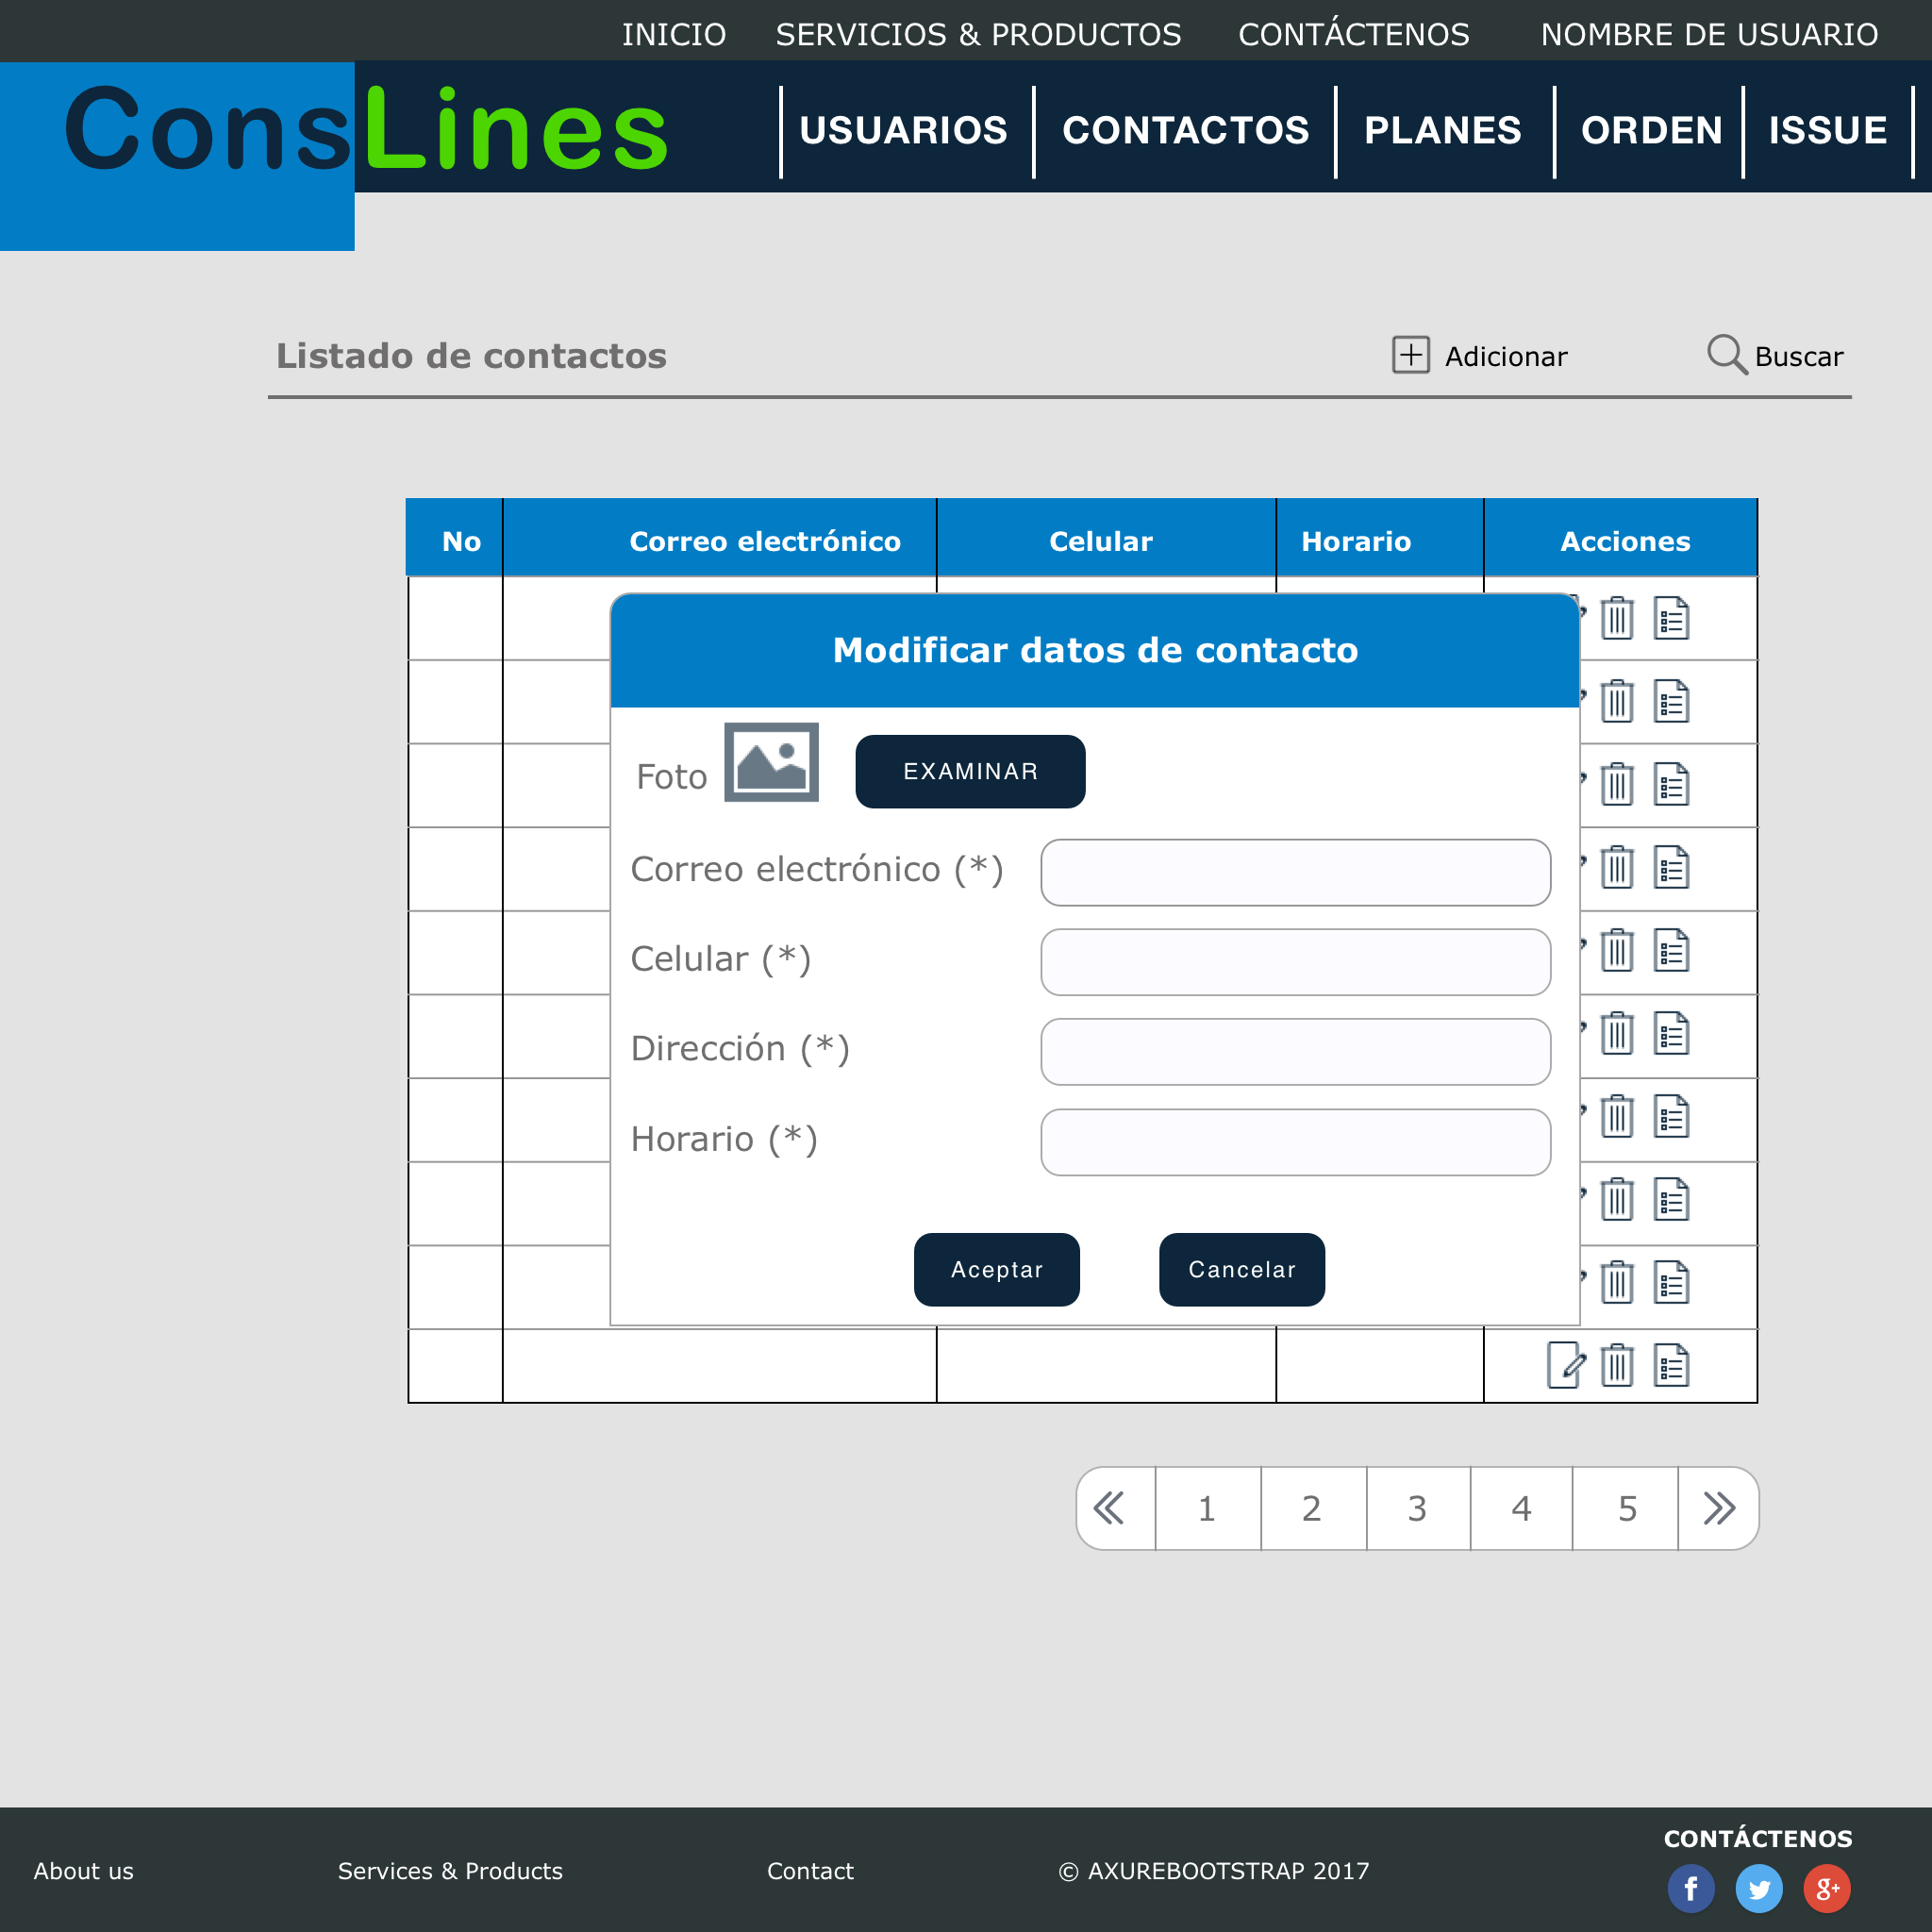 INICIO SERVICIOS & PRODUCTOS CONTÁCTENOS NOMBRE DE USUARIO
ConsLines
USUARIOS CONTACTOS PLANES ORDEN ISSUE
Listado de contactos
Adicionar Buscar
No Correo electrónico Celular Horario Acciones
Modificar datos de contacto
Foto EXAMINAR
Correo electrónico (*)
Celular (*)
Dirección (*)
Horario (*)
Aceptar Cancelar
1 2 3 4 5
CONTÁCTENOS
About us Services & Products Contact © AXUREBOOTSTRAP 2017
f g+